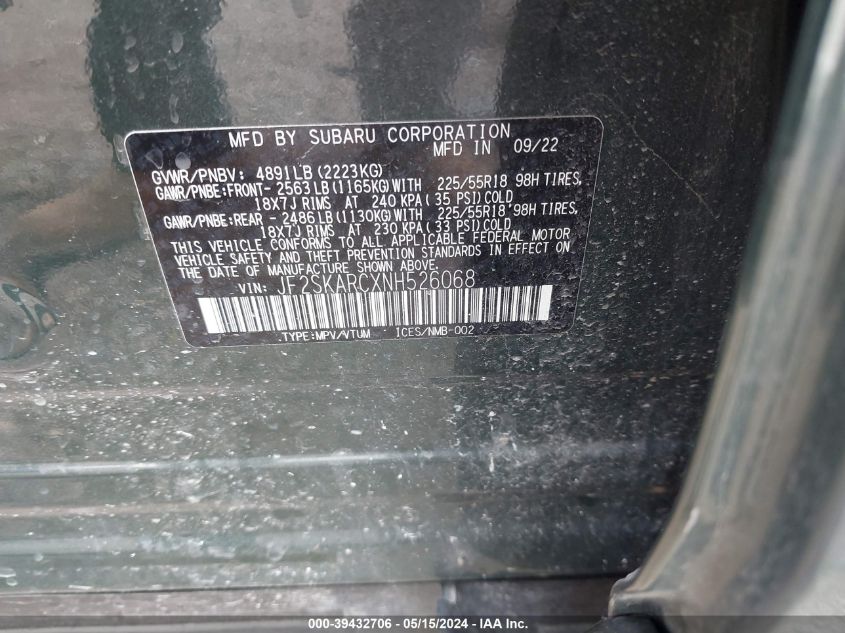 MFD BY SUBARU CORPORATION
MFD IN 09/22
GVWR/PNBV: 4891LB (2223KG)
GAWR/PNBE:FRONT- 2563LB(1165KG)WITH 225/55R18 98H TIRES,
18X7J RIMS AT 240 KPA(35 PSI)COLD
GAWR/PNBE:REAR - 2486LB(1130KG)WITH 225/55R18 98H TIRES,
18X7J RIMS AT 230 KPA(33 PSI)COLD
THIS VEHICLE CONFORMS TO ALL APPLICABLE FEDERAL MOTOR
VEHICLE SAFETY AND THEFT PREVENTION STANDARDS IN EFFECT ON
THE DATE OF MANUFACTURE SHOWN ABOVE.
VIN: JF2SKARCXNH526068
TYPE:MPV/VTUM ICES/NMB-002
000-39432706 - 05/15/2024 - IAA Inc.